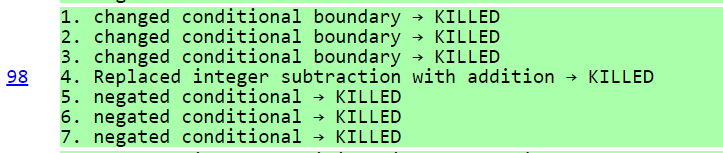 1. changed conditional boundary → KILLED
2. changed conditional boundary → KILLED
3. changed conditional boundary → KILLED
98 4. Replaced integer subtraction with addition → KILLED
5. negated conditional → KILLED
6. negated conditional → KILLED
7. negated conditional → KILLED